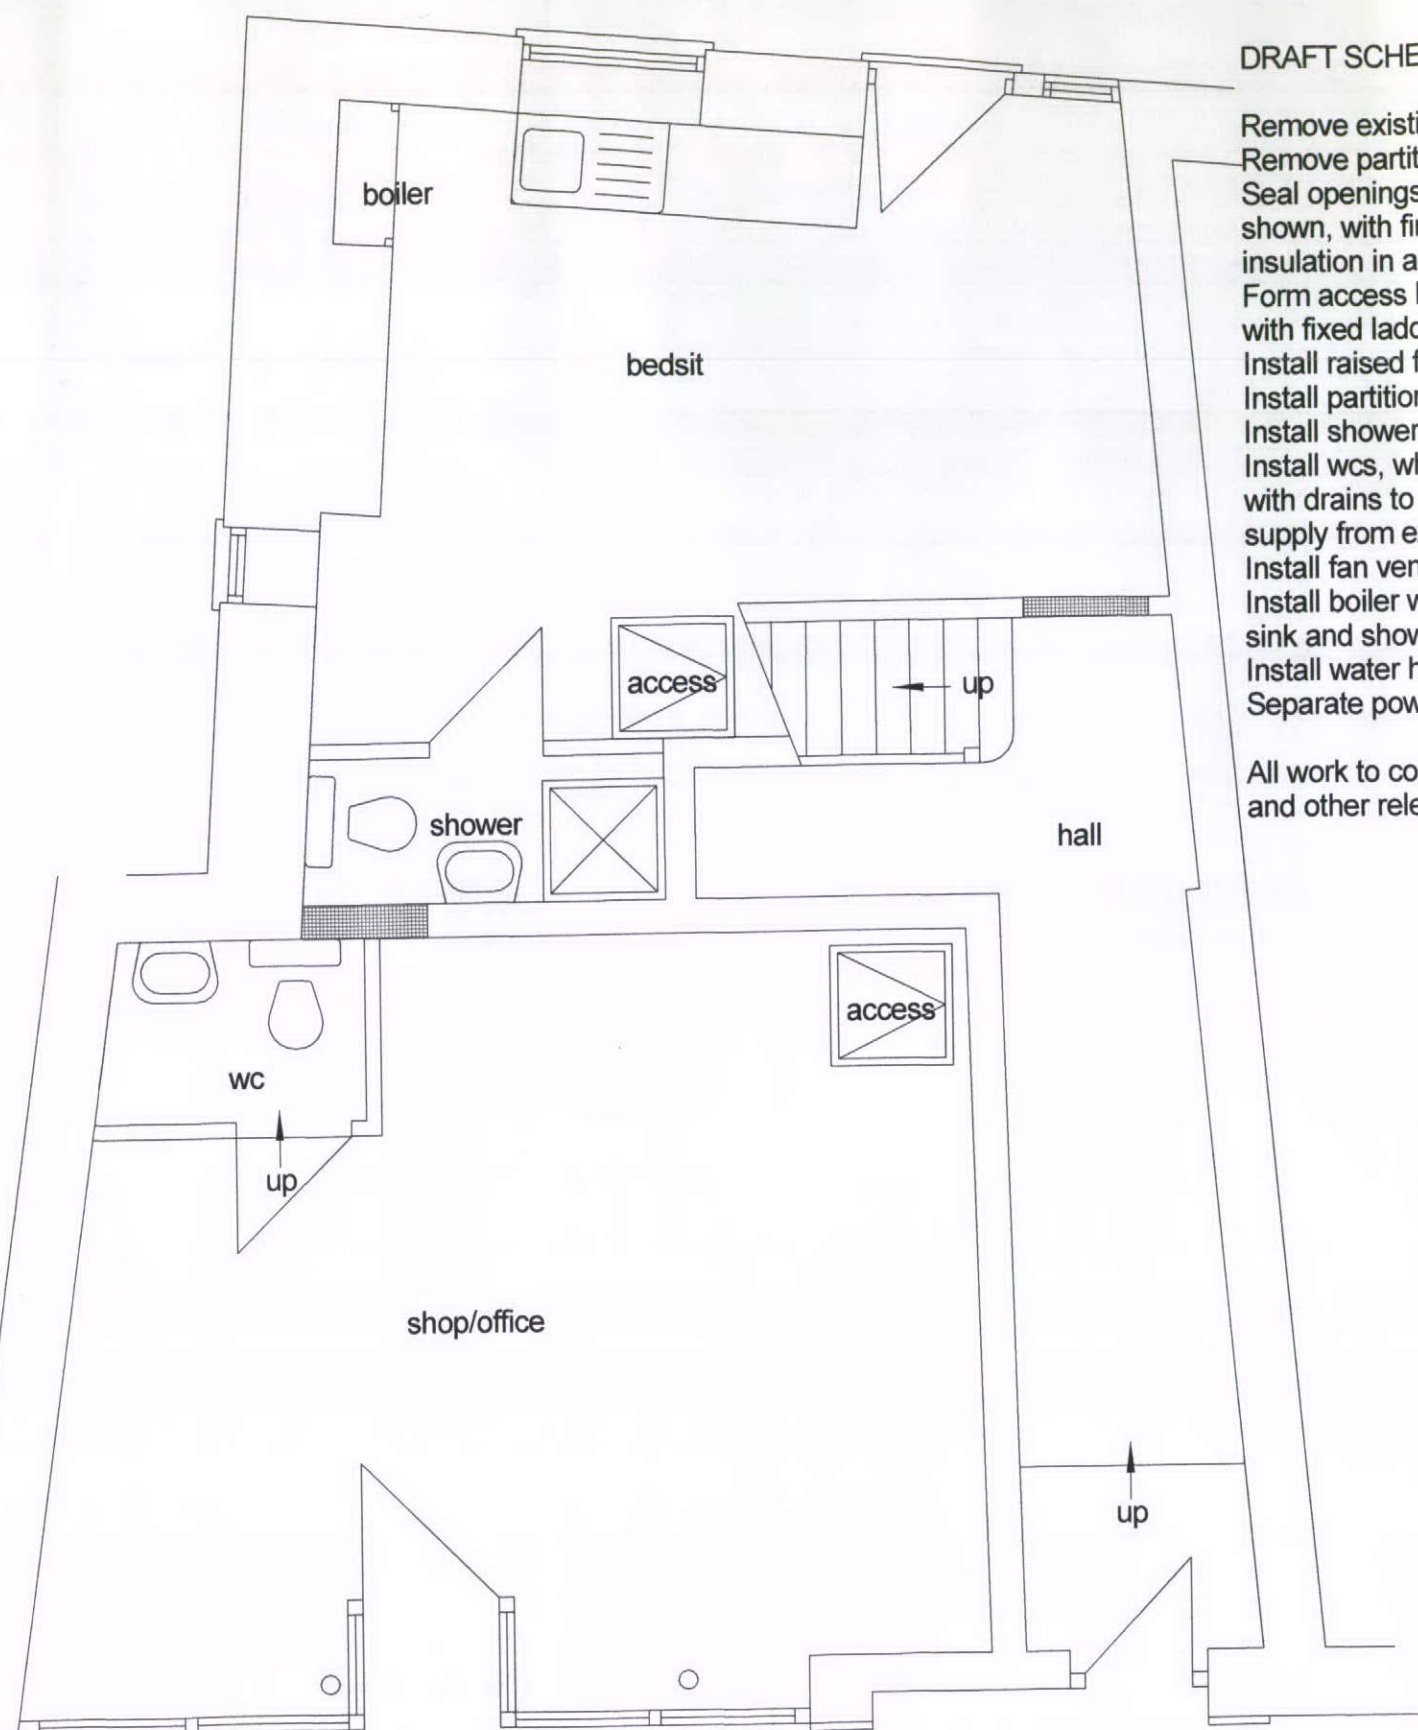 DRAFT SCHE
Remove existi
Remove partit
Seal openings
shown, with fi
insulation in a
Form access
with fixed lad
Install raised f
Install partition
Install shower
Install wcs, wh
with drains to
supply from e
Install fan ven
Install boiler w
sink and show
Install water h
Separate pow
All work to co
and other rele
boiler
bedsit
access
up
shower
hall
access
wc
up
shop/office
up